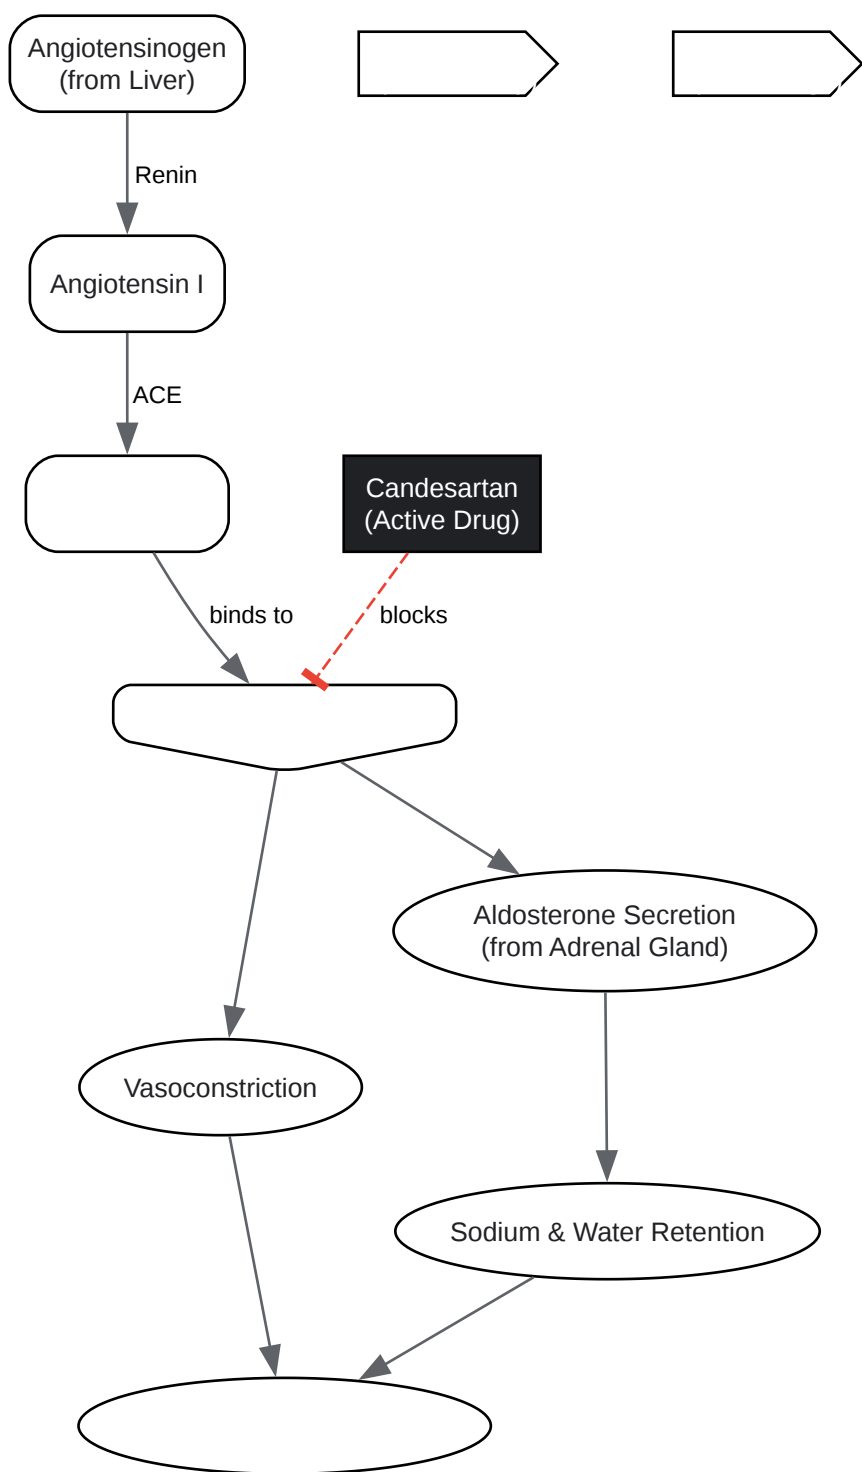 Angiotensinogen
(from Liver)
Renin
Angiotensin I
ACE
Candesartan
(Active Drug)
binds to
blocks
Aldosterone Secretion
(from Adrenal Gland)
Vasoconstriction
Sodium & Water Retention